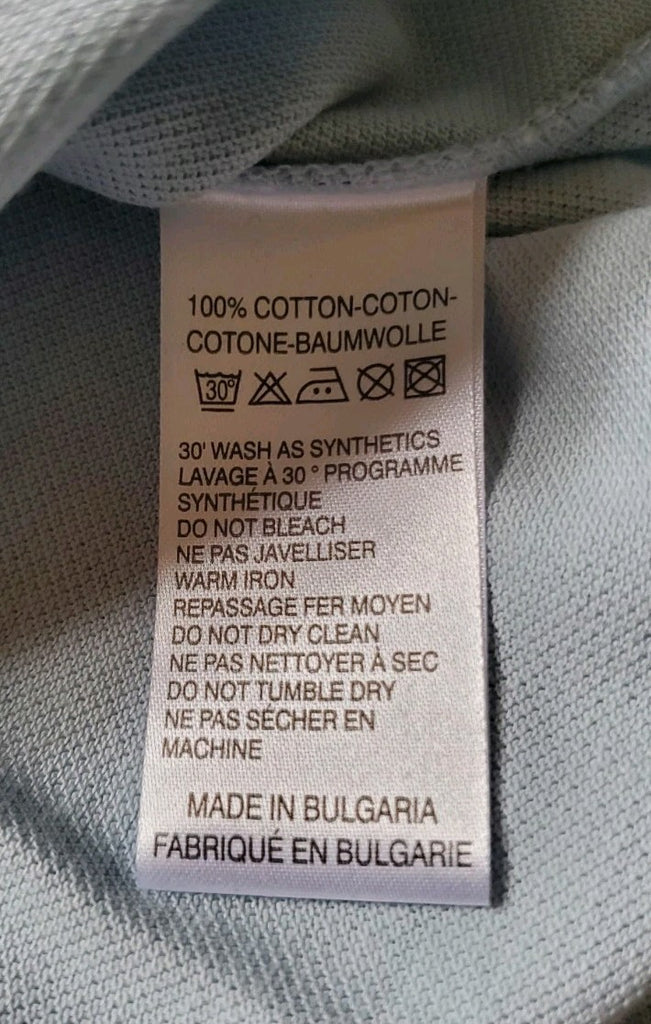 100% COTTON-COTON-
COTONE-BAUMWOLLE
30°
30' WASH AS SYNTHETICS
LAVAGE À 30° PROGRAMME
SYNTHÉTIQUE
DO NOT BLEACH
NE PAS JAVELLISER
WARM IRON
REPASSAGE FER MOYEN
DO NOT DRY CLEAN
NE PAS NETTOYER À SEC
DO NOT TUMBLE DRY
NE PAS SÉCHER EN
MACHINE
MADE IN BULGARIA
FABRIQUÉ EN BULGARIE